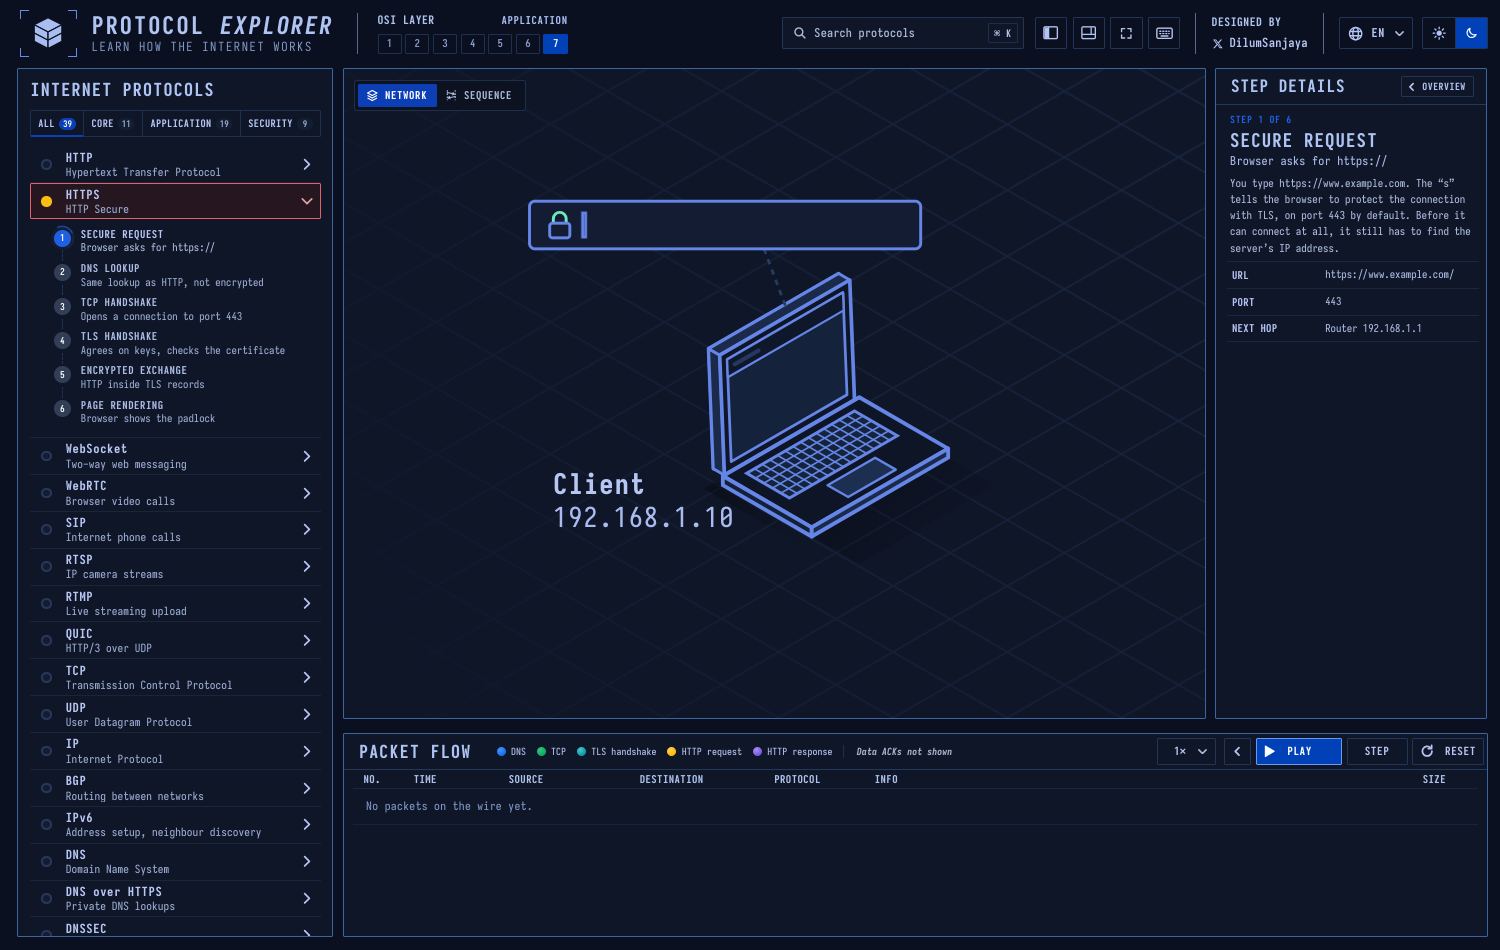 PROTOCOL EXPLORER
LEARN HOW THE INTERNET WORKS
OSI LAYER APPLICATION
1 2 3 4 5 6 7
Search protocols ⌘ K
DESIGNED BY
DilumSanjaya
EN
INTERNET PROTOCOLS
ALL 39 CORE 11 APPLICATION 19 SECURITY 9
HTTP
Hypertext Transfer Protocol
HTTPS
HTTP Secure
1 SECURE REQUEST
Browser asks for https://
2 DNS LOOKUP
Same lookup as HTTP, not encrypted
3 TCP HANDSHAKE
Opens a connection to port 443
4 TLS HANDSHAKE
Agrees on keys, checks the certificate
5 ENCRYPTED EXCHANGE
HTTP inside TLS records
6 PAGE RENDERING
Browser shows the padlock
WebSocket
Two-way web messaging
WebRTC
Browser video calls
SIP
Internet phone calls
RTSP
IP camera streams
RTMP
Live streaming upload
QUIC
HTTP/3 over UDP
TCP
Transmission Control Protocol
UDP
User Datagram Protocol
IP
Internet Protocol
BGP
Routing between networks
IPv6
Address setup, neighbour discovery
DNS
Domain Name System
DNS over HTTPS
Private DNS lookups
DNSSEC
NETWORK SEQUENCE
Client
192.168.1.10
STEP DETAILS OVERVIEW
STEP 1 OF 6
SECURE REQUEST
Browser asks for https://
You type https://www.example.com. The “s”
tells the browser to protect the connection
with TLS, on port 443 by default. Before it
can connect at all, it still has to find the
server’s IP address.
URL https://www.example.com/
PORT 443
NEXT HOP Router 192.168.1.1
PACKET FLOW DNS TCP TLS handshake HTTP request HTTP response Data ACKs not shown 1× PLAY STEP RESET
NO. TIME SOURCE DESTINATION PROTOCOL INFO SIZE
No packets on the wire yet.